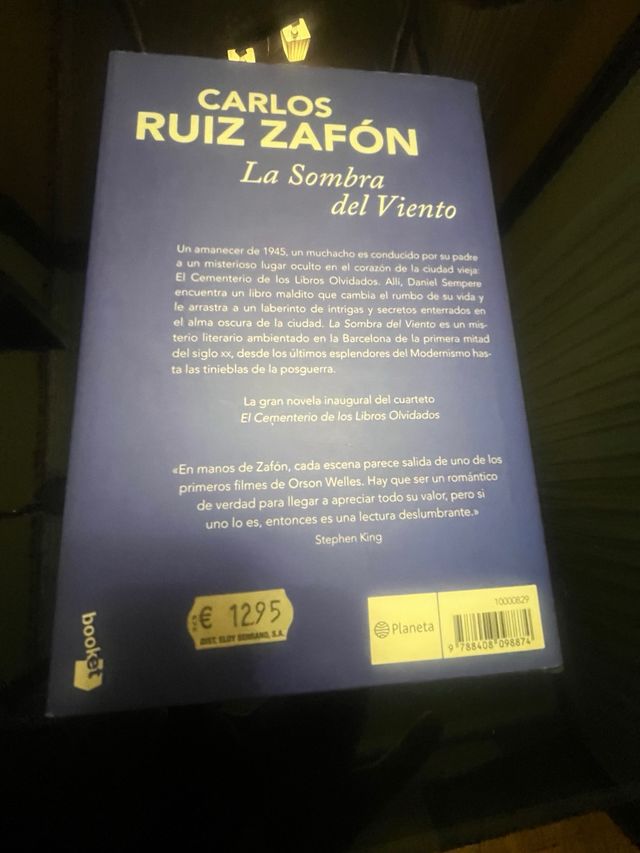 CARLOS
RUIZ ZAFÓN
La Sombra
del Viento
Un amanecer de 1945, un muchacho es conducido por su padre
a un misterioso lugar oculto en el corazón de la ciudad vieja:
El Cementerio de los Libros Olvidados. Allí, Daniel Sempere
encuentra un libro maldito que cambia el rumbo de su vida y
le arrastra a un laberinto de intrigas y secretos enterrados en
el alma oscura de la ciudad. La Sombra del Viento es un mis-
terio literario ambientado en la Barcelona de la primera mitad
del siglo XX, desde los últimos esplendores del Modernismo has-
ta las tinieblas de la posguerra.
La gran novela inaugural del cuarteto
El Cementerio de los Libros Olvidados
«En manos de Zafón, cada escena parece salida de uno de los
primeros filmes de Orson Welles. Hay que ser un romántico
de verdad para llegar a apreciar todo su valor, pero si
uno lo es, entonces es una lectura deslumbrante.»
Stephen King
booket
€ 12.95
DIST. ELOY SERRANO, S.A.
Planeta
10000829
9 788408 098874